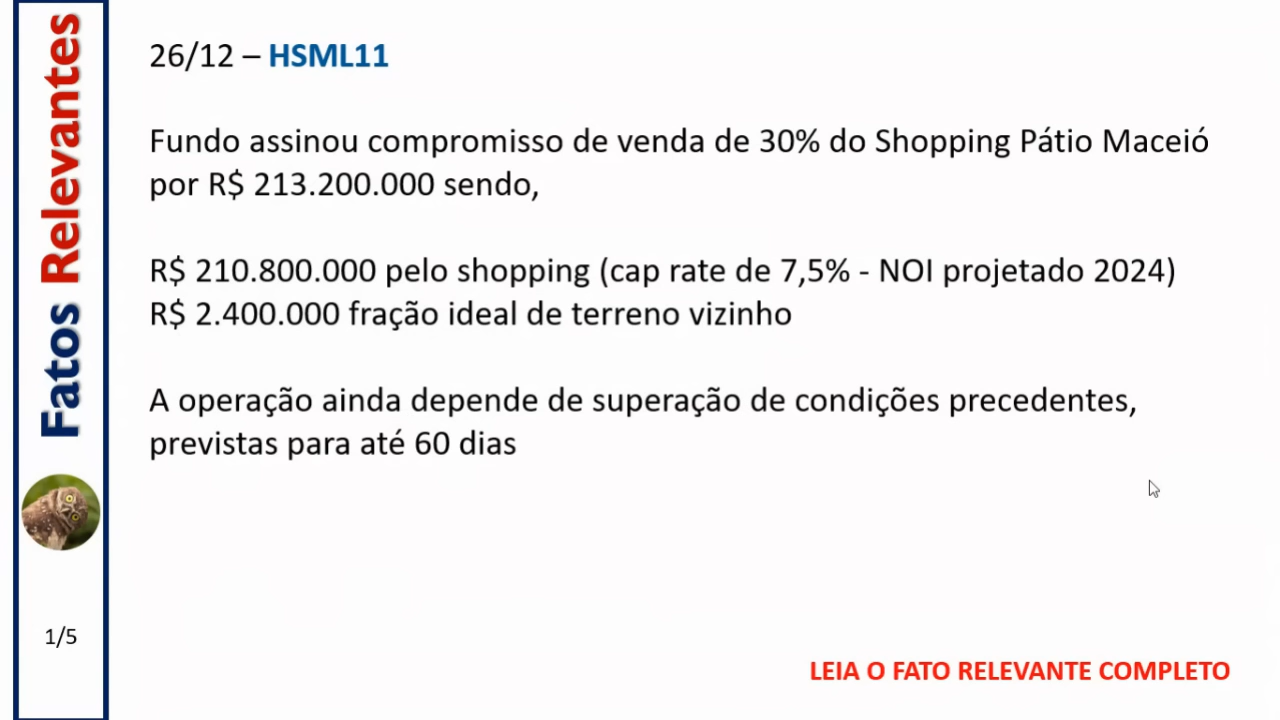 Fatos Relevantes
1/5
26/12 – HSML11
Fundo assinou compromisso de venda de 30% do Shopping Pátio Maceió
por R$ 213.200.000 sendo,
R$ 210.800.000 pelo shopping (cap rate de 7,5% - NOI projetado 2024)
R$ 2.400.000 fração ideal de terreno vizinho
A operação ainda depende de superação de condições precedentes,
previstas para até 60 dias
LEIA O FATO RELEVANTE COMPLETO